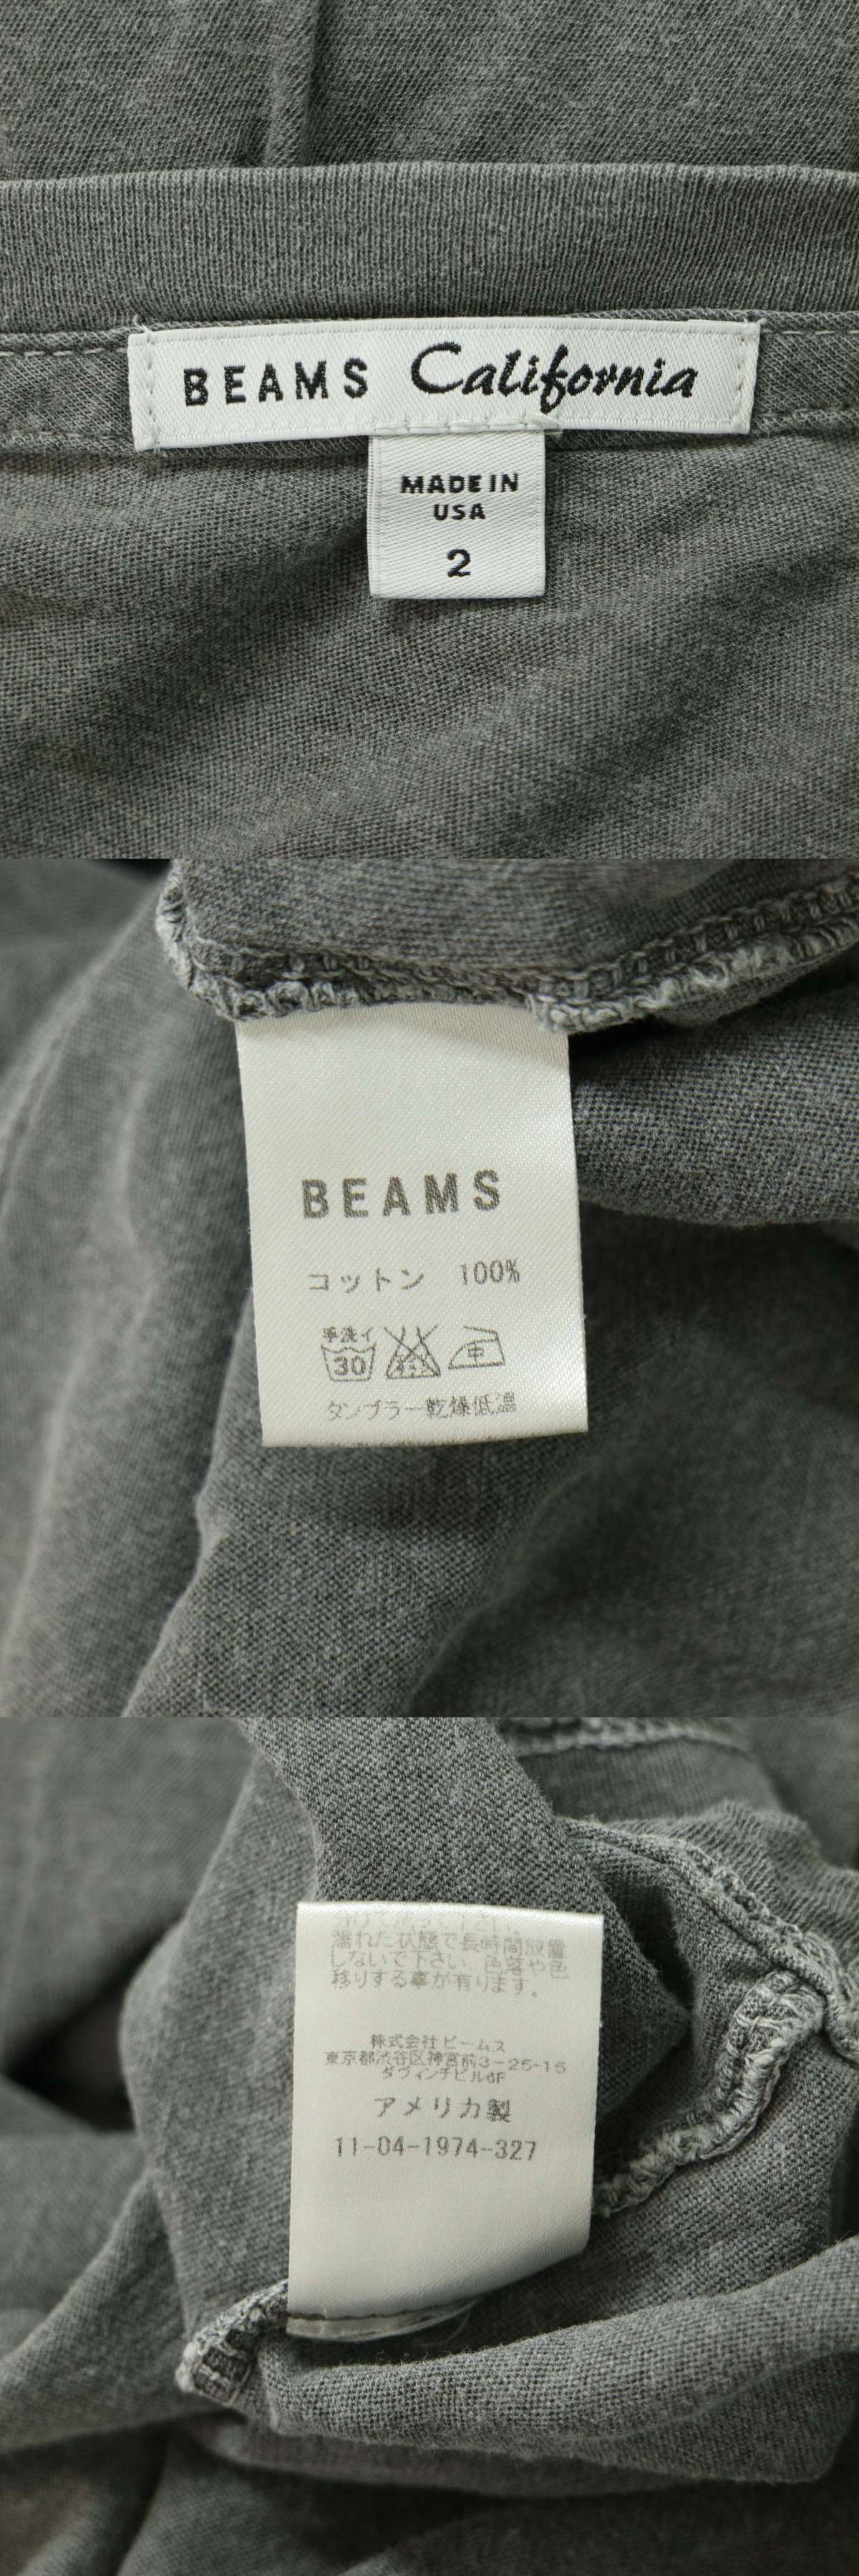 BEAMS California
MADE IN
USA
2
BEAMS
コットン 100%
手洗イ
30
中
タンブラー乾燥低温
濡れた状態で長時間放置
しないで下さい。色落や色
移りする事が有ります。
株式会社ビームス
東京都渋谷区神宮前3-25-15
ダヴィンチビル6F
アメリカ製
11-04-1974-327